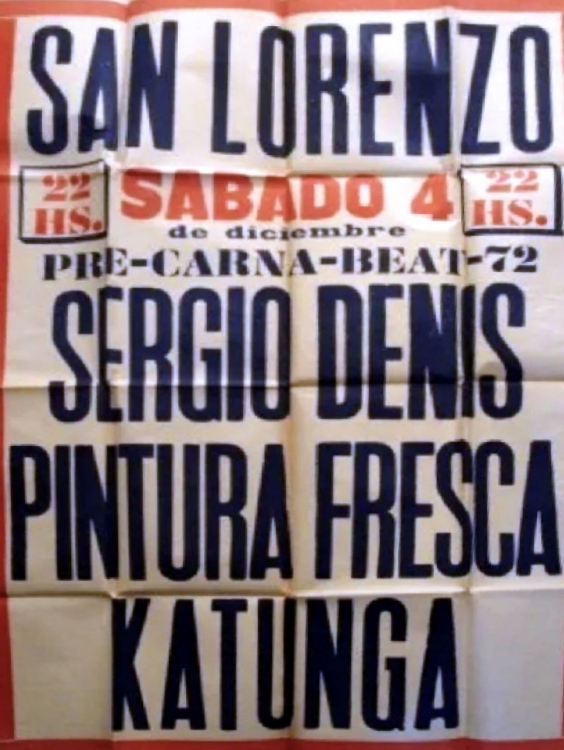 SAN LORENZO
22 HS. SABADO 4 22 HS.
de diciembre
PRE-CARNA-BEAT-72
SERGIO DENIS
PINTURA FRESCA
KATUNGA